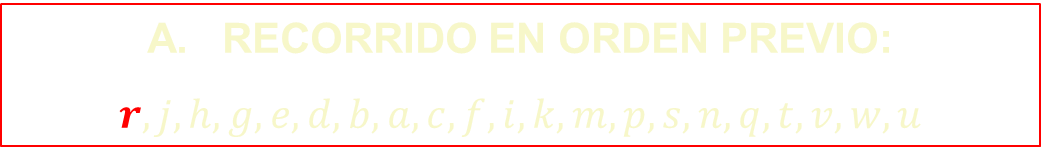 A. RECORRIDO EN ORDEN PREVIO:
r, j, h, g, e, d, b, a, c, f, i, k, m, p, s, n, q, t, v, w, u